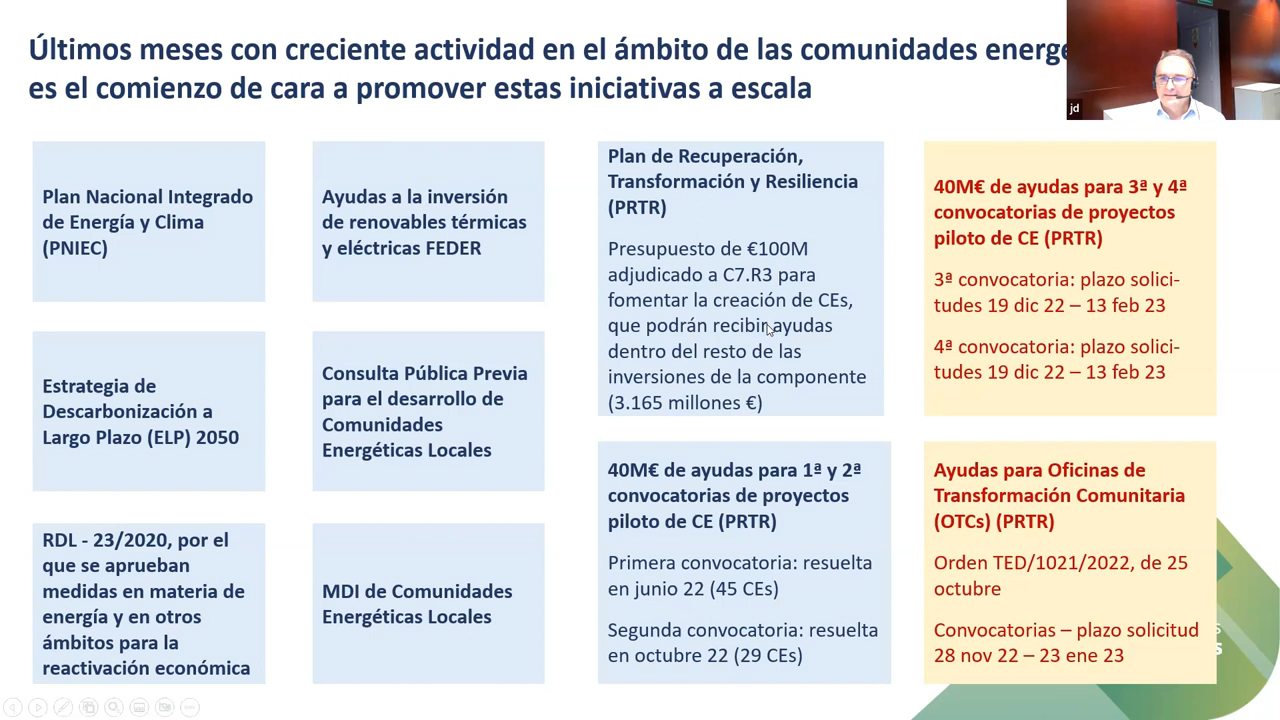 Últimos meses con creciente actividad en el ámbito de las comunidades
es el comienzo de cara a promover estas iniciativas a escala
jd
Plan Nacional Integrado
de Energía y Clima
(PNIEC)
Estrategia de
Descarbonización a
Largo Plazo (ELP) 2050
RDL - 23/2020, por el
que se aprueban
medidas en materia de
energía y en otros
ámbitos para la
reactivación económica
Ayudas a la inversión
de renovables térmicas
y eléctricas FEDER
Consulta Pública Previa
para el desarrollo de
Comunidades
Energéticas Locales
MDI de Comunidades
Energéticas Locales
Plan de Recuperación,
Transformación y Resiliencia
(PRTR)
Presupuesto de €100M
adjudicado a C7.R3 para
fomentar la creación de CEs,
que podrán recibir ayudas
dentro del resto de las
inversiones de la componente
(3.165 millones €)
40M€ de ayudas para 1ª y 2ª
convocatorias de proyectos
piloto de CE (PRTR)
Primera convocatoria: resuelta
en junio 22 (45 CEs)
Segunda convocatoria: resuelta
en octubre 22 (29 CEs)
40M€ de ayudas para 3ª y 4ª
convocatorias de proyectos
piloto de CE (PRTR)
3ª convocatoria: plazo solici-
tudes 19 dic 22 – 13 feb 23
4ª convocatoria: plazo solici-
tudes 19 dic 22 – 13 feb 23
Ayudas para Oficinas de
Transformación Comunitaria
(OTCs) (PRTR)
Orden TED/1021/2022, de 25
octubre
Convocatorias – plazo solicitud
28 nov 22 – 23 ene 23